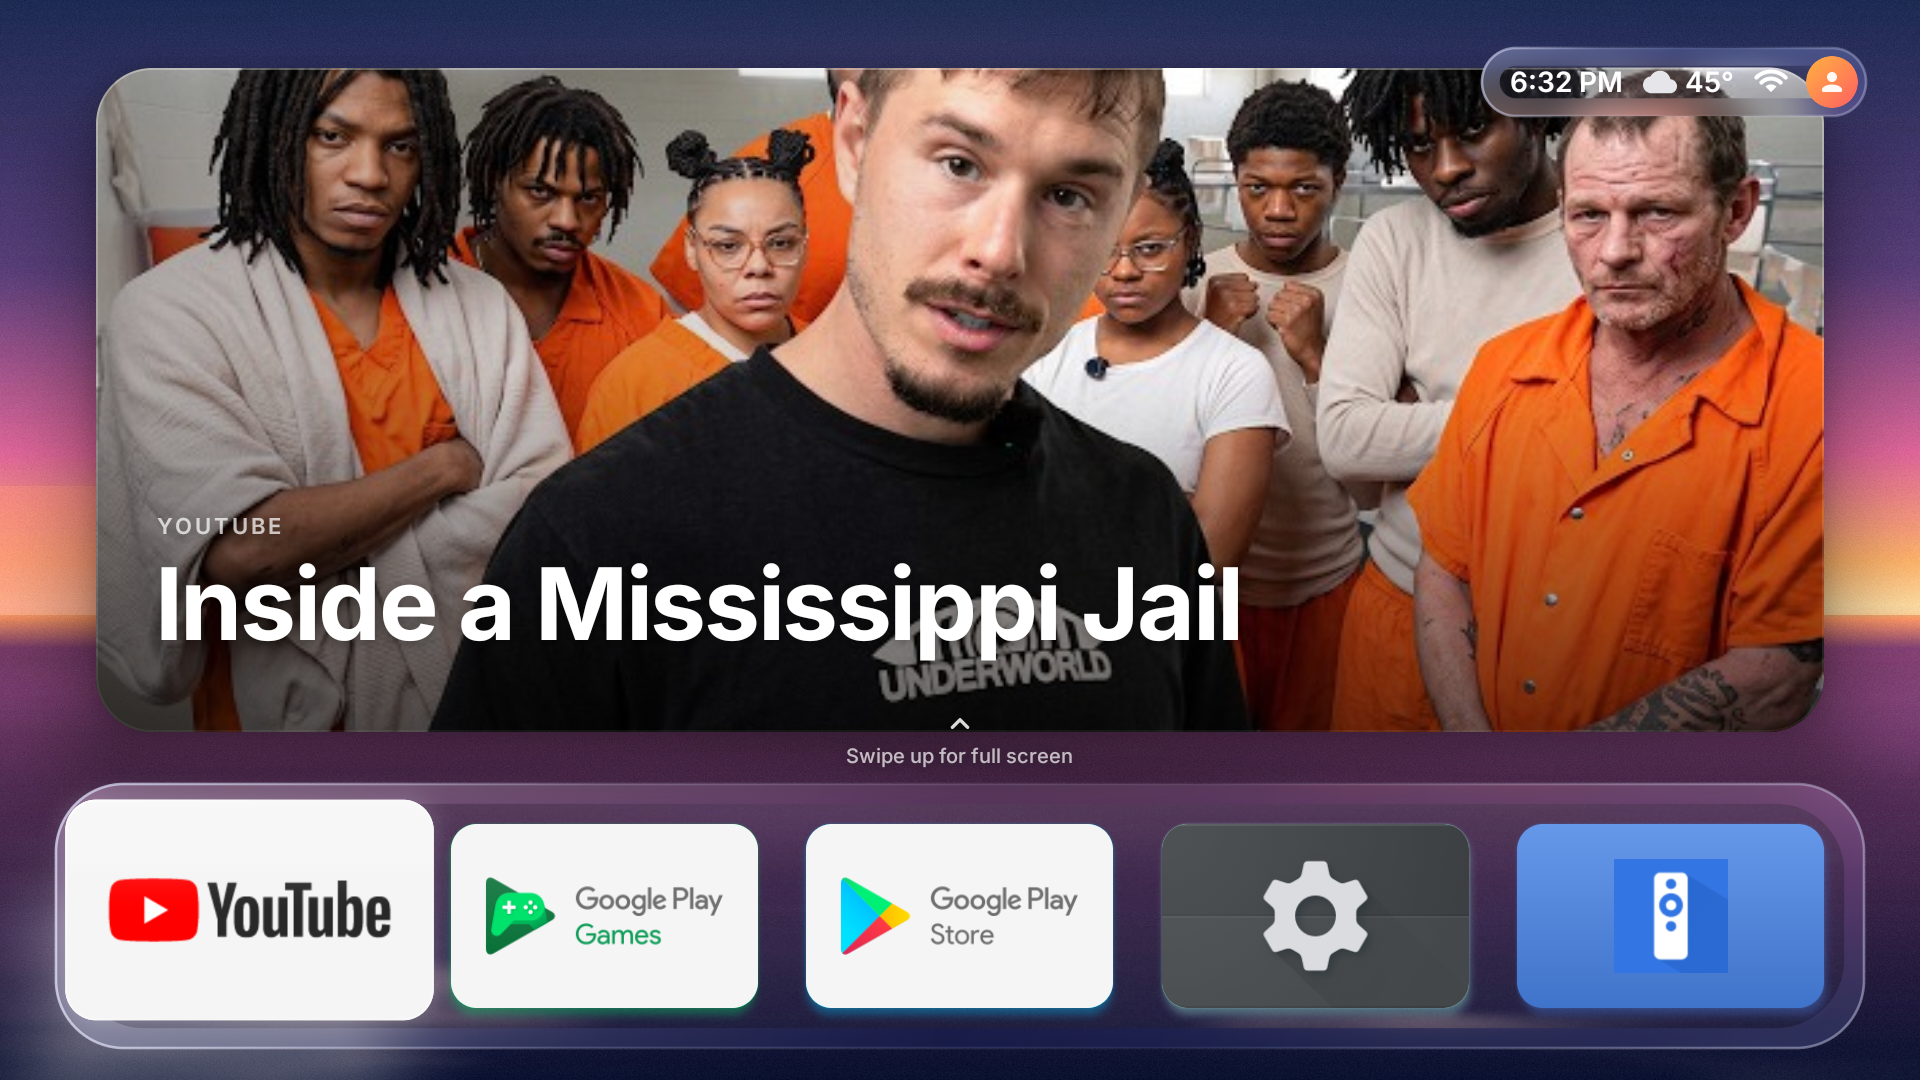 6:32 PM 45°
YOUTUBE
Inside a Mississippi Jail
UNDERWORLD
Swipe up for full screen
YouTube
Google Play
Games
Google Play
Store